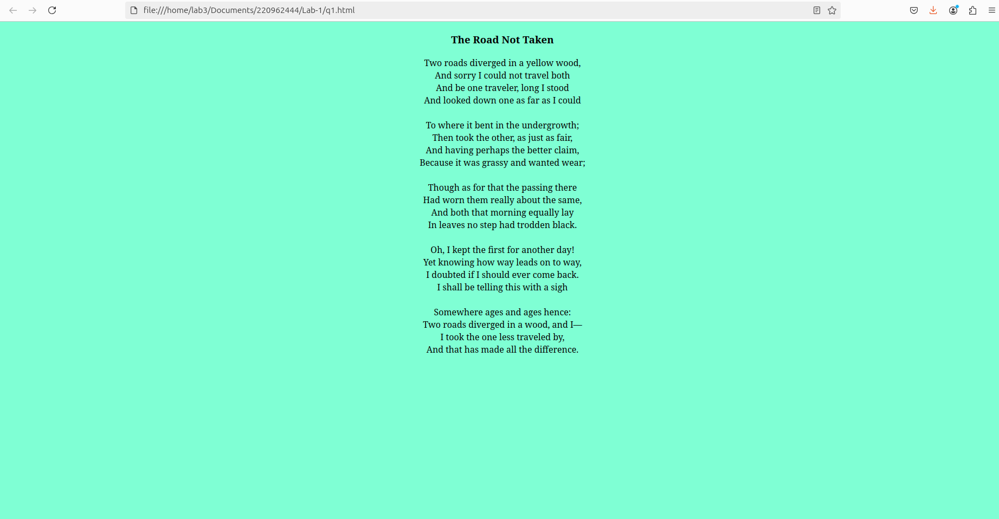 file:///home/lab3/Documents/220962444/Lab-1/q1.html
The Road Not Taken
Two roads diverged in a yellow wood,
And sorry I could not travel both
And be one traveler, long I stood
And looked down one as far as I could
To where it bent in the undergrowth;
Then took the other, as just as fair,
And having perhaps the better claim,
Because it was grassy and wanted wear;
Though as for that the passing there
Had worn them really about the same,
And both that morning equally lay
In leaves no step had trodden black.
Oh, I kept the first for another day!
Yet knowing how way leads on to way,
I doubted if I should ever come back.
I shall be telling this with a sigh
Somewhere ages and ages hence:
Two roads diverged in a wood, and I—
I took the one less traveled by,
And that has made all the difference.